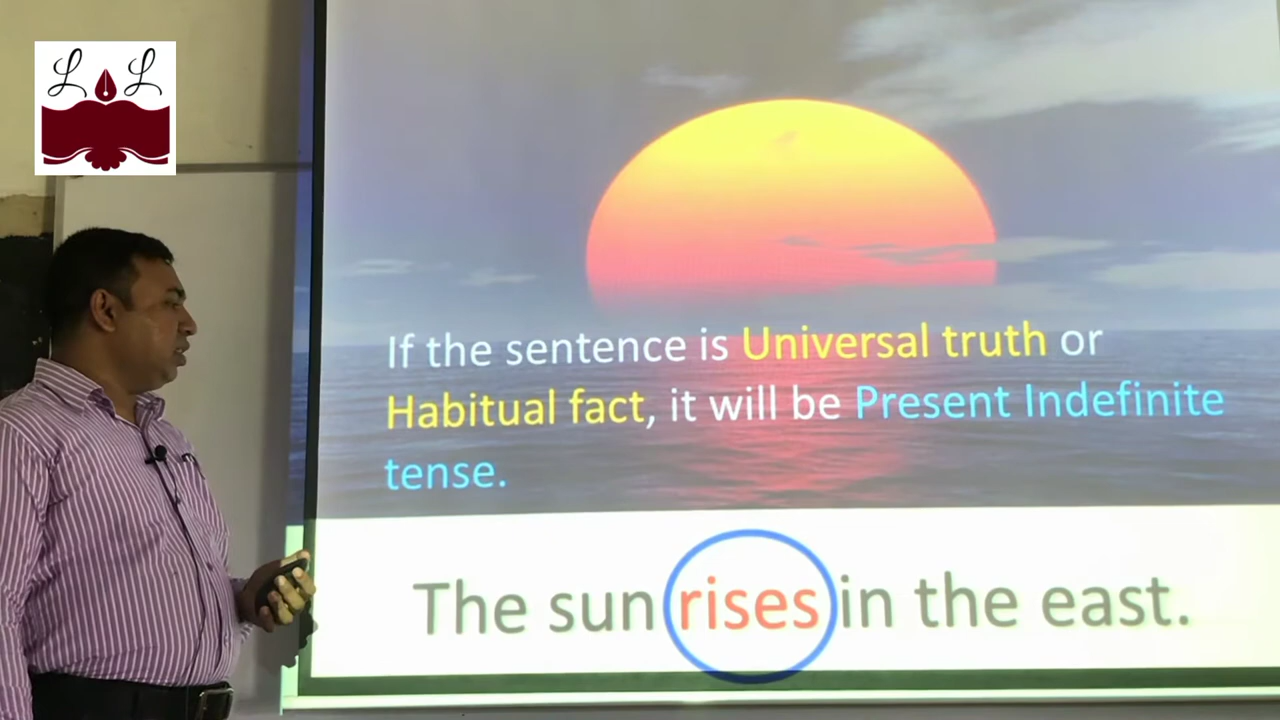 L L
If the sentence is Universal truth or
Habitual fact, it will be Present Indefinite
tense.
The sun rises in the east.